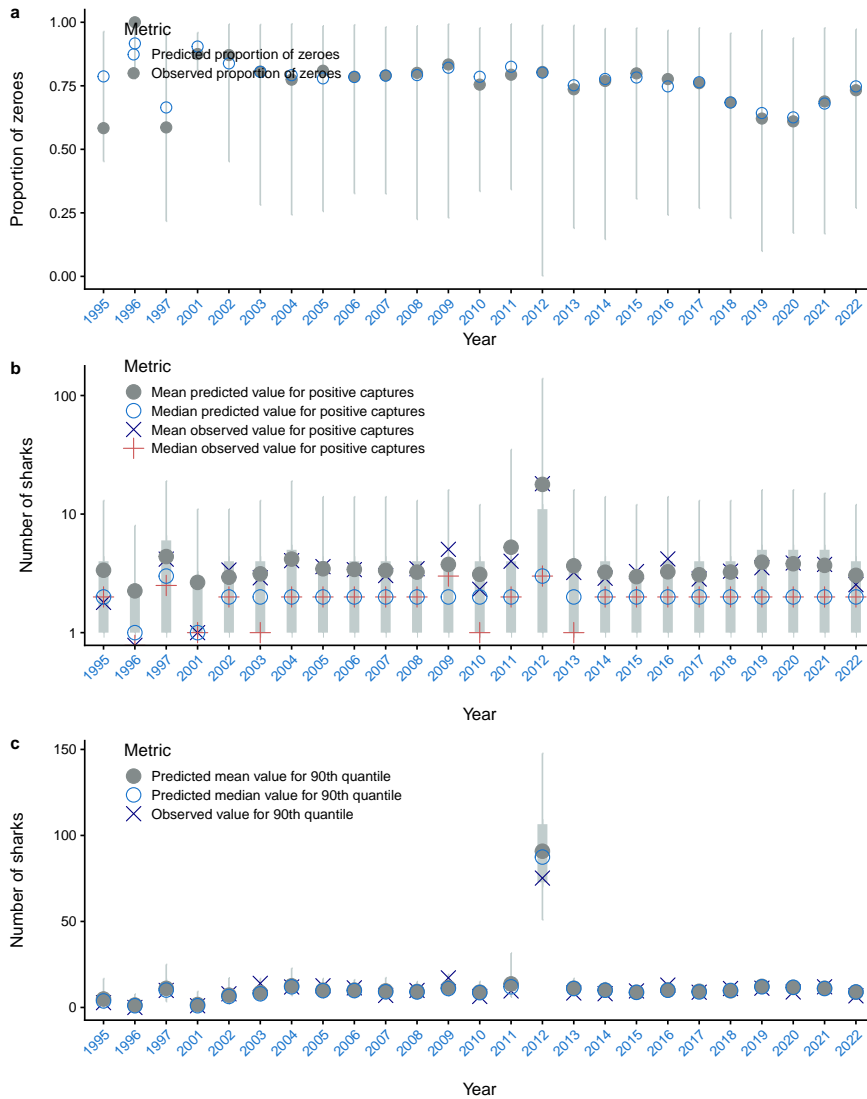 a
Metric
Predicted proportion of zeroes
Observed proportion of zeroes
Proportion of zeroes
1.00
0.75
0.50
0.25
0.00
1995 1996 1997 2001 2002 2003 2004 2005 2006 2007 2008 2009 2010 2011 2012 2013 2014 2015 2016 2017 2018 2019 2020 2021 2022
Year
b
Metric
Mean predicted value for positive captures
Median predicted value for positive captures
Mean observed value for positive captures
Median observed value for positive captures
Number of sharks
100
10
1
1995 1996 1997 2001 2002 2003 2004 2005 2006 2007 2008 2009 2010 2011 2012 2013 2014 2015 2016 2017 2018 2019 2020 2021 2022
Year
c
Metric
Predicted mean value for 90th quantile
Predicted median value for 90th quantile
Observed value for 90th quantile
Number of sharks
150
100
50
0
1995 1996 1997 2001 2002 2003 2004 2005 2006 2007 2008 2009 2010 2011 2012 2013 2014 2015 2016 2017 2018 2019 2020 2021 2022
Year